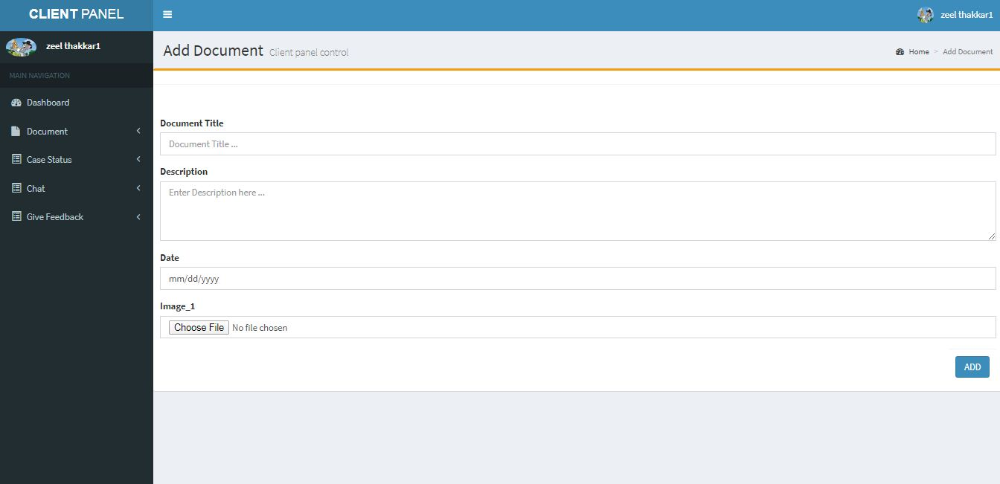 CLIENT PANEL
zeel thakkar1
zeel thakkar1
MAIN NAVIGATION
Dashboard
Document
Case Status
Chat
Give Feedback
Add Document Client panel control
Home > Add Document
Document Title
Document Title ...
Description
Enter Description here ...
Date
mm/dd/yyyy
Image_1
Choose File No file chosen
ADD